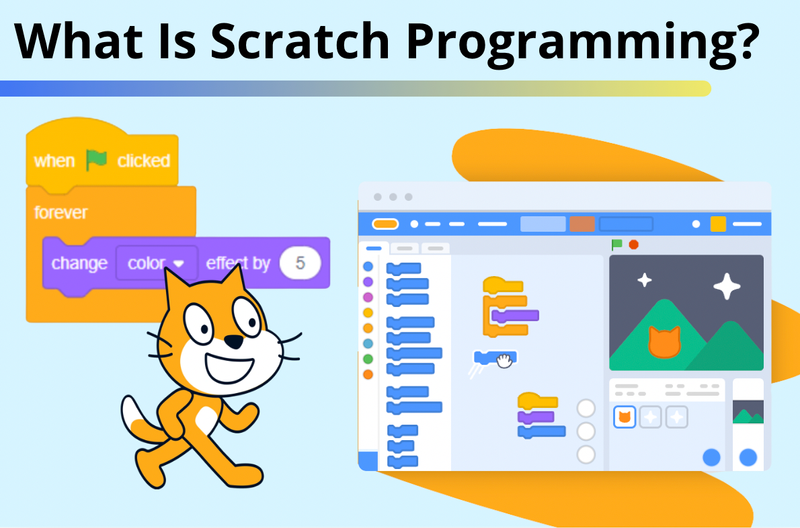 What Is Scratch Programming?
when clicked
forever
change color effect by 5